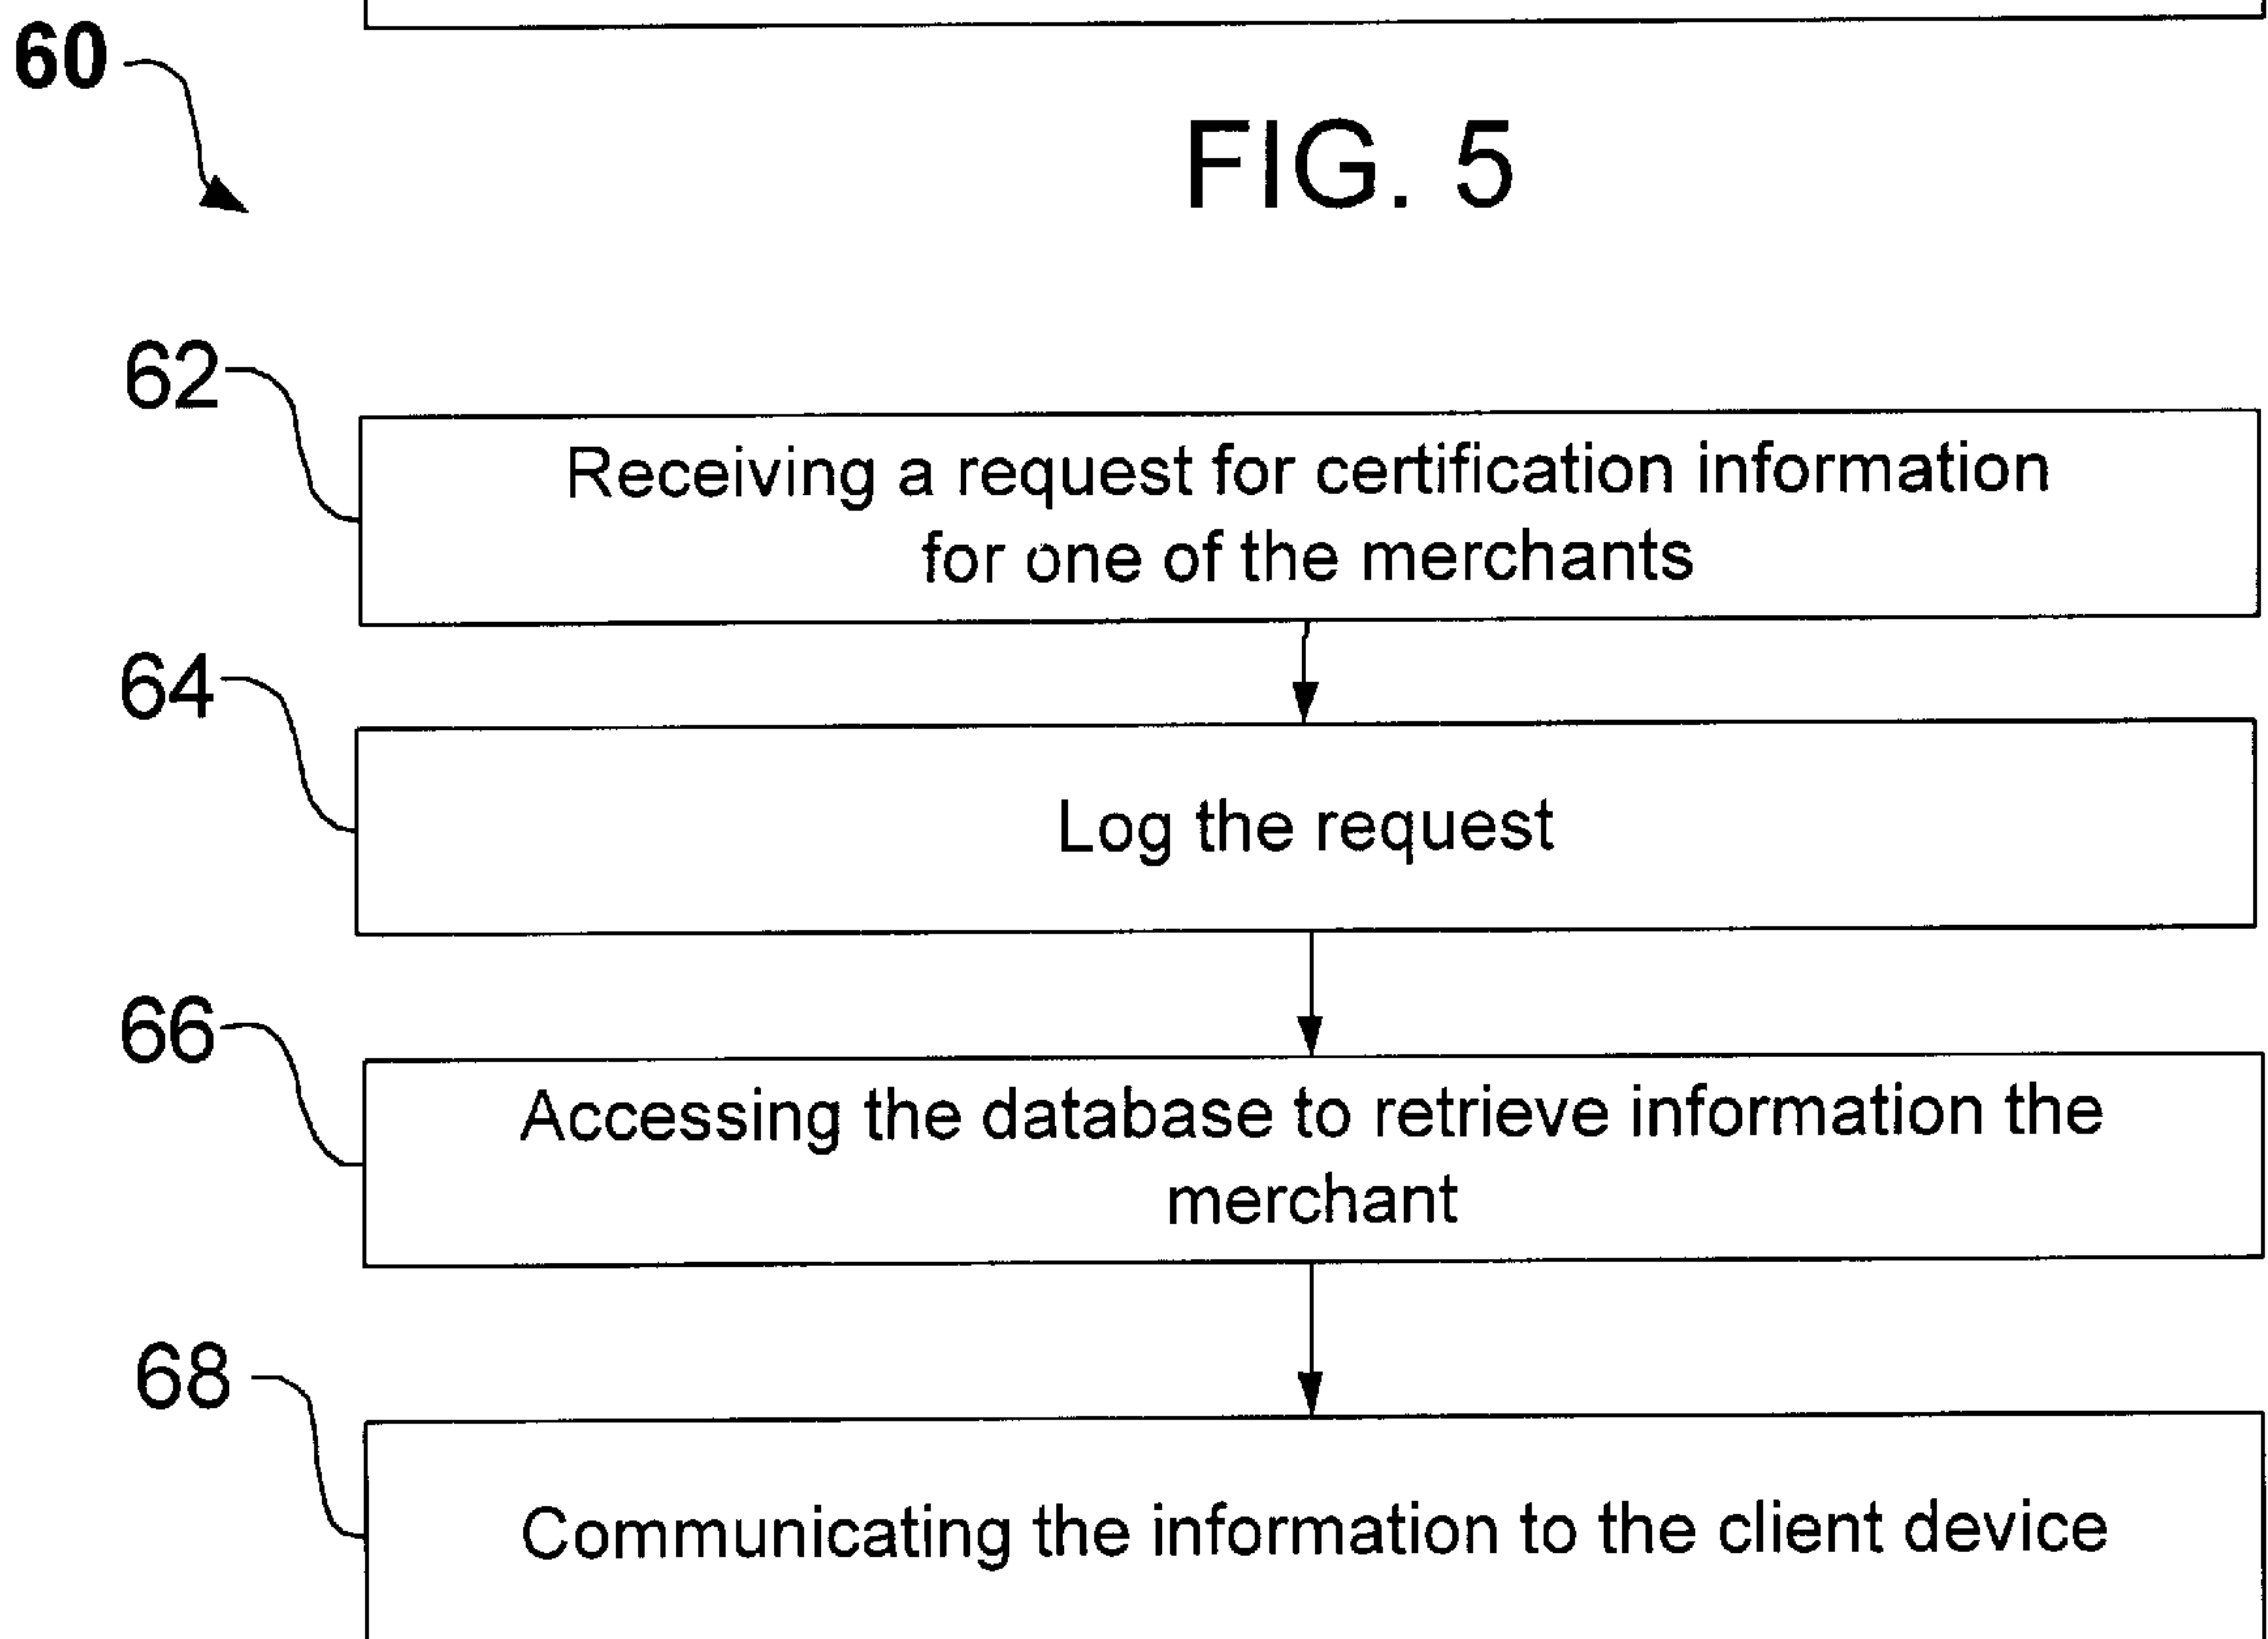 60
FIG. 5
62
Receiving a request for certification information
for one of the merchants
64
Log the request
66
Accessing the database to retrieve information the
merchant
68
Communicating the information to the client device